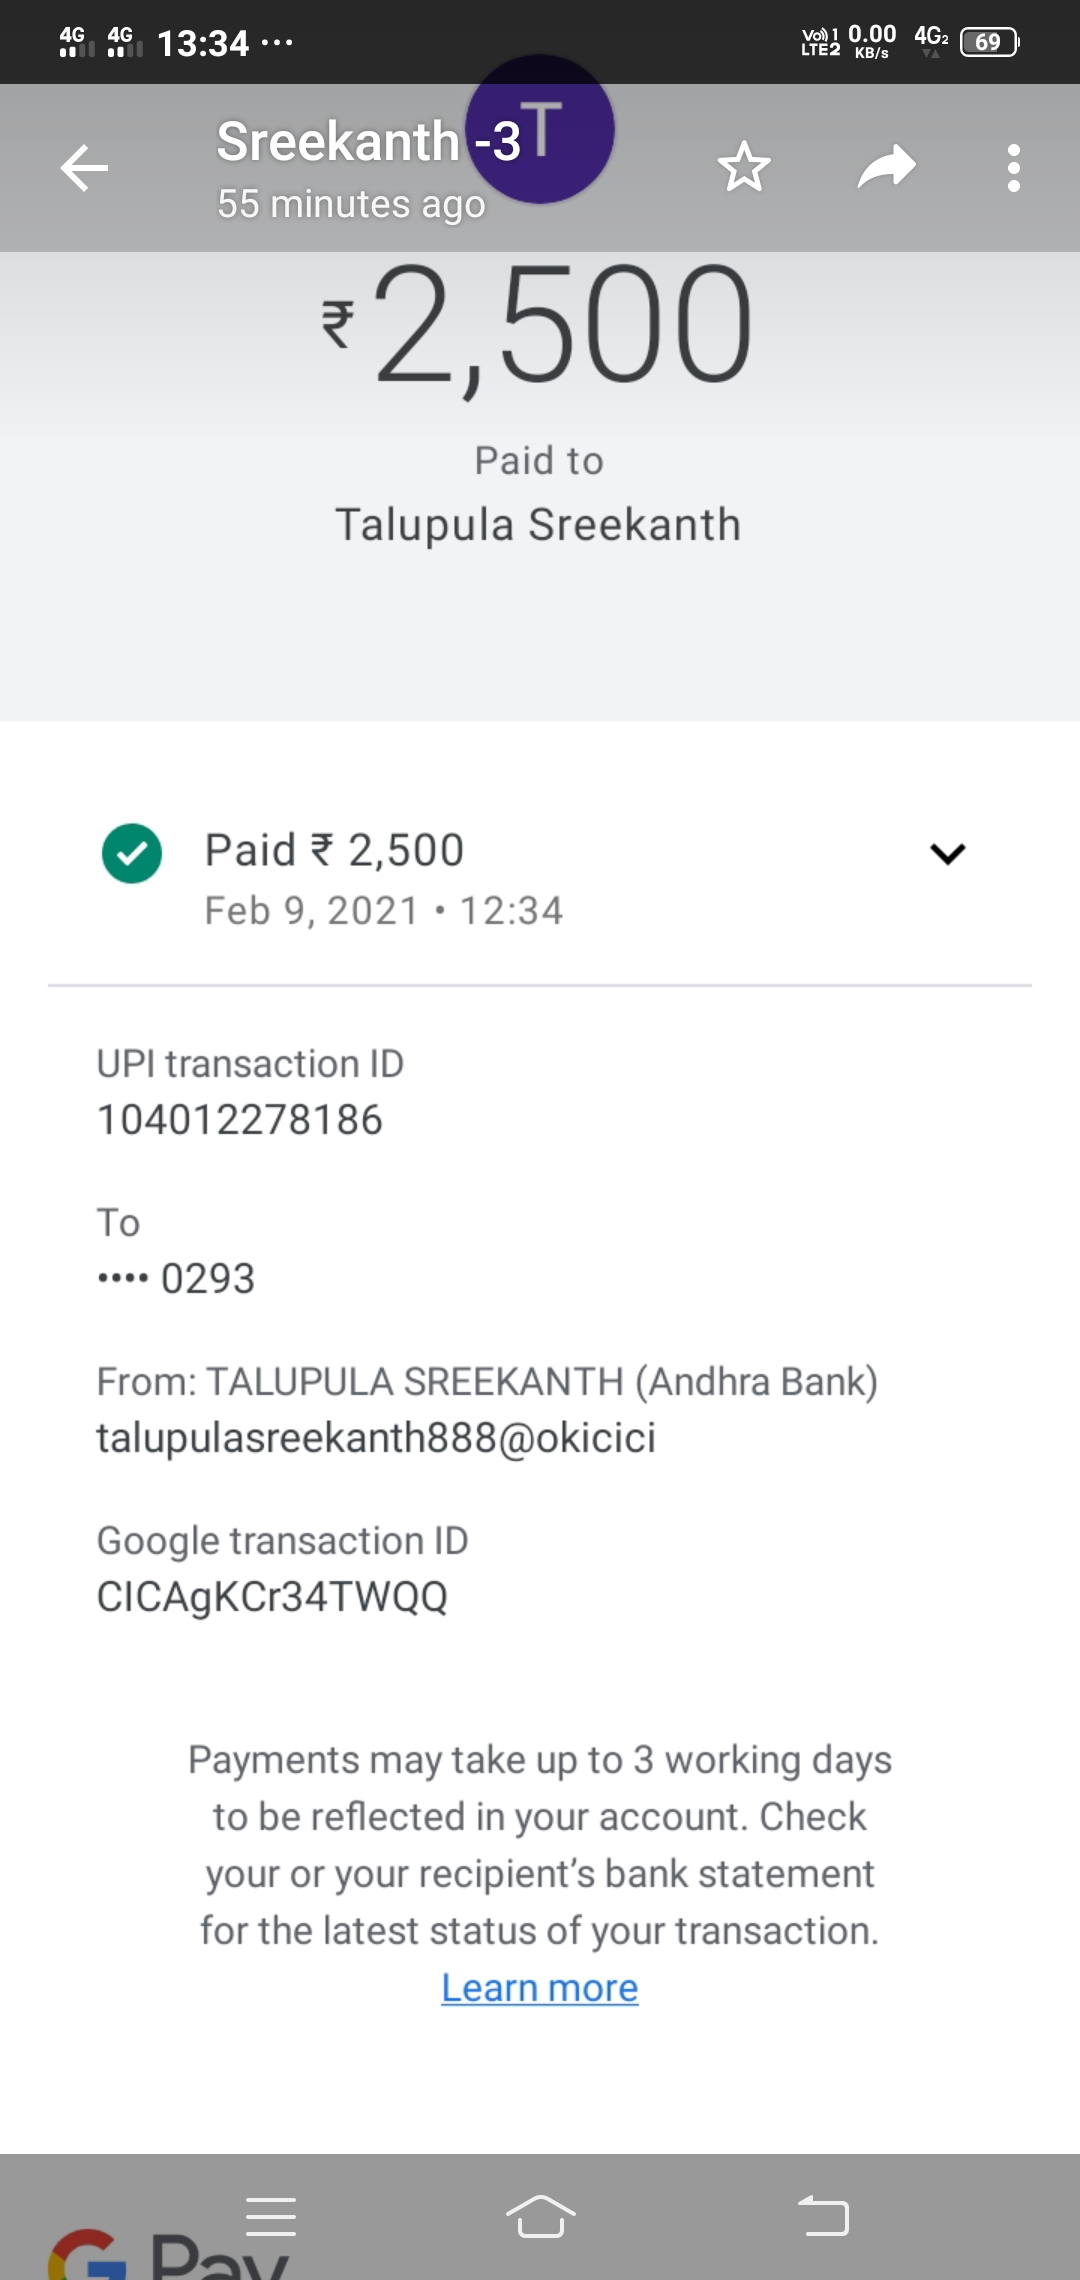 4G 4G 13:34 ...
Vo)) 1 LTE2 0.00 KB/s 4G2 69
T
Sreekanth -3
55 minutes ago
₹2,500
Paid to
Talupula Sreekanth
Paid ₹ 2,500
Feb 9, 2021 • 12:34
UPI transaction ID
104012278186
To
•••• 0293
From: TALUPULA SREEKANTH (Andhra Bank)
talupulasreekanth888@okicici
Google transaction ID
CICAgKCr34TWQQ
Payments may take up to 3 working days
to be reflected in your account. Check
your or your recipient’s bank statement
for the latest status of your transaction.
Learn more
G Pay